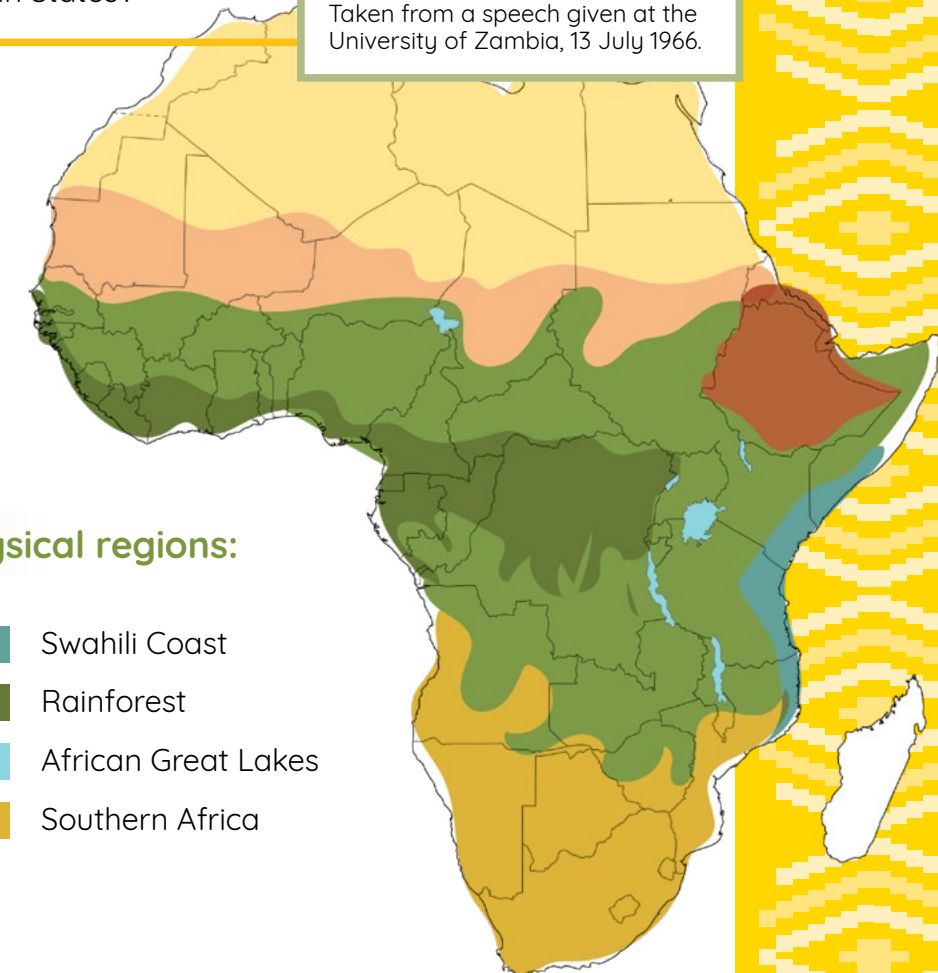 Taken from a speech given at the
University of Zambia, 13 July 1966.
regions:
Swahili Coast
Rainforest
African Great Lakes
Southern Africa